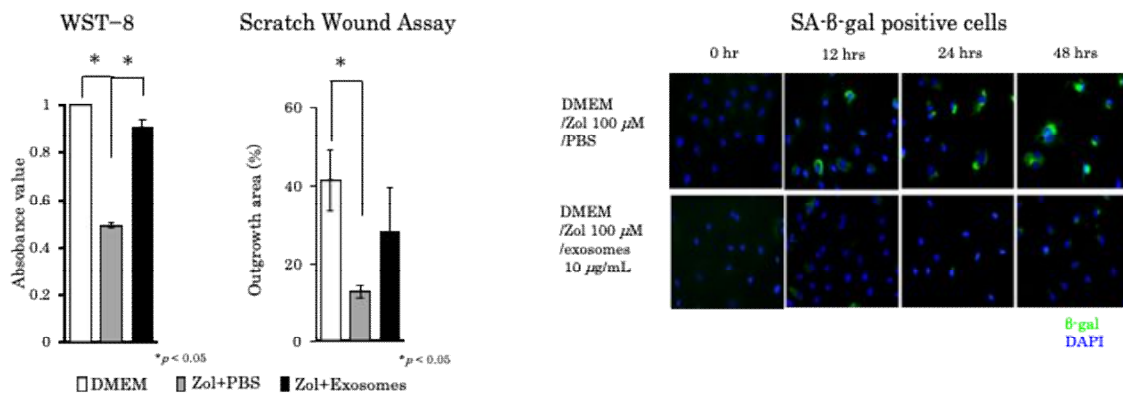 WST-8
*
*
Absobance value
1
0.8
0.6
0.4
0.2
0
*p < 0.05
Scratch Wound Assay
*
Outgrowth area (%)
60
40
20
0
*p < 0.05
DMEM
Zol+PBS
Zol+Exosomes
SA-β-gal positive cells
0 hr
12 hrs
24 hrs
48 hrs
DMEM
/Zol 100 μM
/PBS
DMEM
/Zol 100 μM
/exosomes
10 μg/mL
β-gal
DAPI